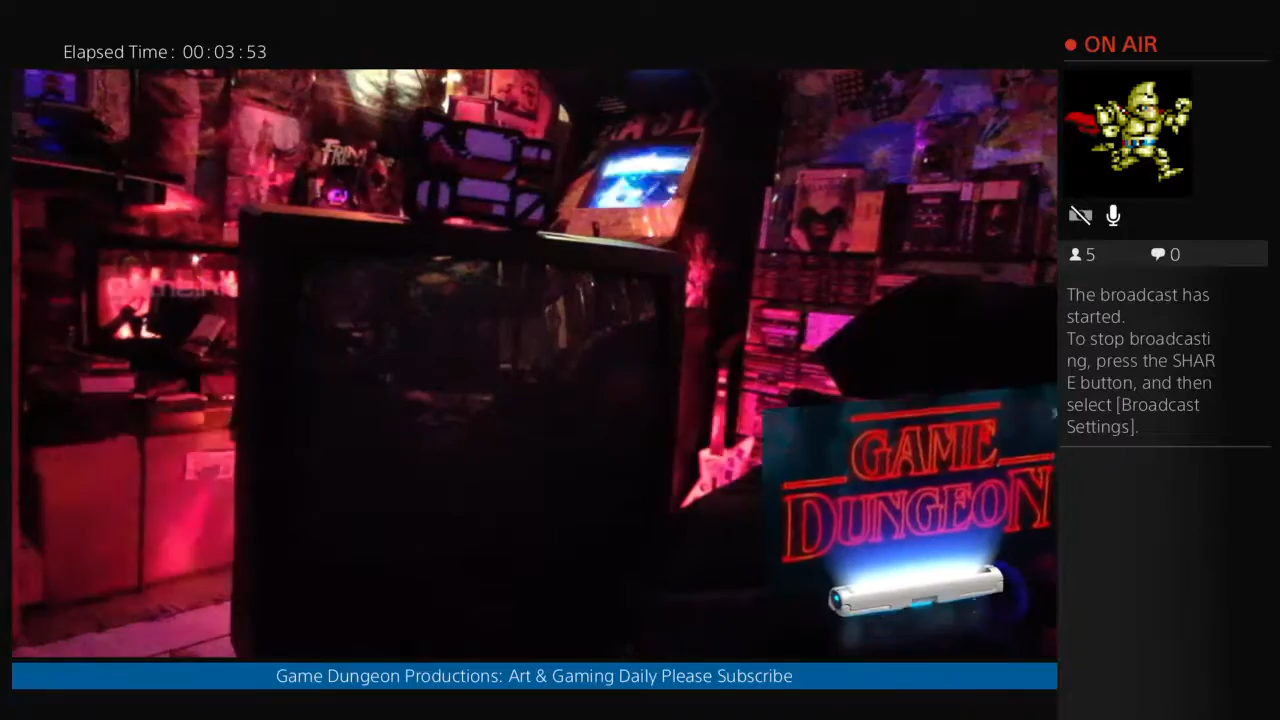 Elapsed Time: 00:03:53
ON AIR
5
0
The broadcast has
started.
To stop broadcasti
ng, press the SHAR
E button, and then
select [Broadcast
Settings].
GAME
DUNGEON
Game Dungeon Productions: Art & Gaming Daily Please Subscribe